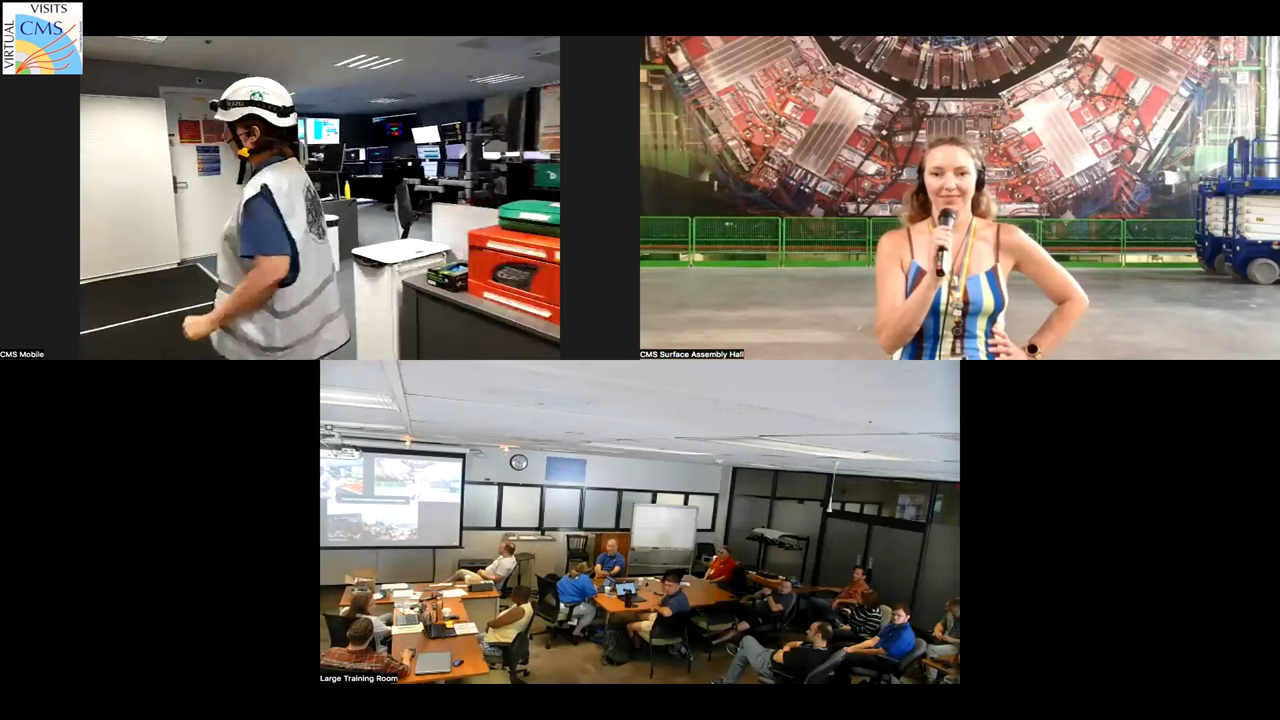 VISITS
VIRTUAL
CMS
CMS Mobile
CMS Surface Assembly Hall
Large Training Room